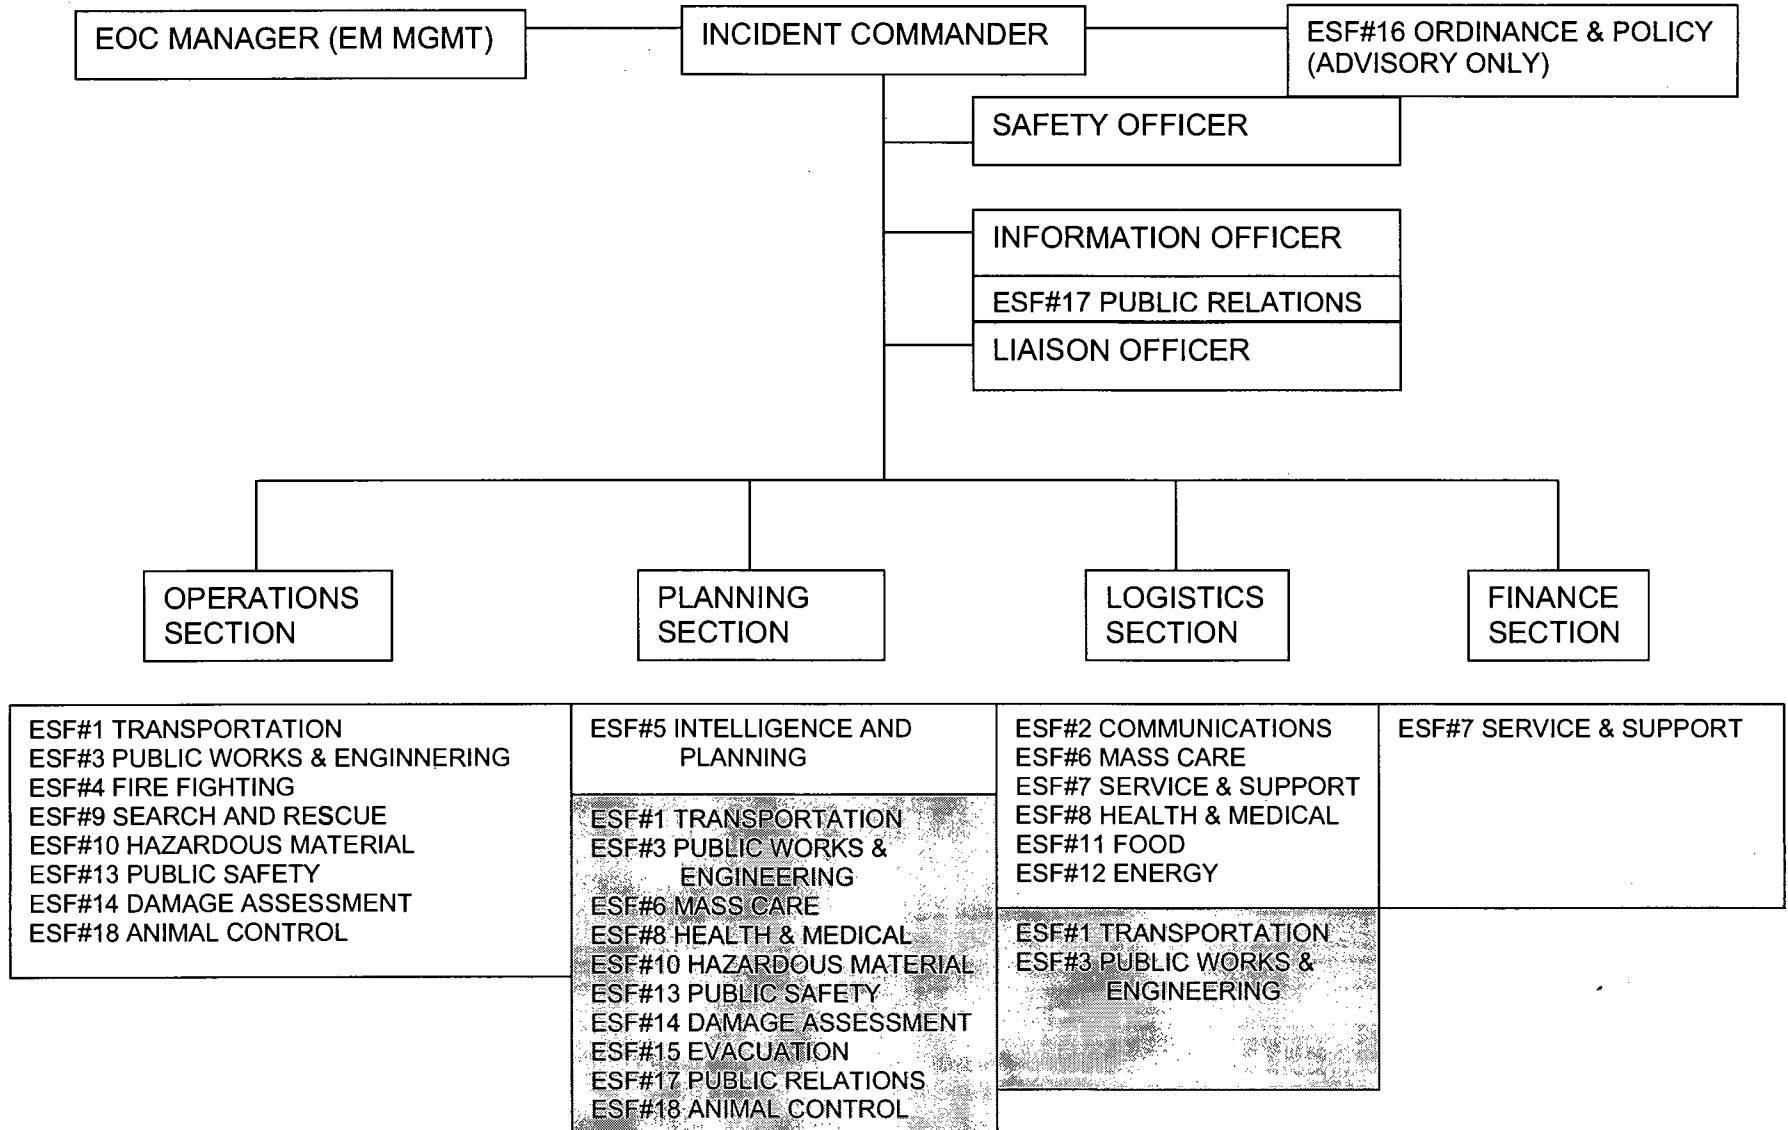 EOC MANAGER (EM MGMT)
INCIDENT COMMANDER
ESF#16 ORDINANCE & POLICY
(ADVISORY ONLY)
SAFETY OFFICER
INFORMATION OFFICER
ESF#17 PUBLIC RELATIONS
LIAISON OFFICER
OPERATIONS
SECTION
PLANNING
SECTION
LOGISTICS
SECTION
FINANCE
SECTION
ESF#1 TRANSPORTATION
ESF#3 PUBLIC WORKS & ENGINNERING
ESF#4 FIRE FIGHTING
ESF#9 SEARCH AND RESCUE
ESF#10 HAZARDOUS MATERIAL
ESF#13 PUBLIC SAFETY
ESF#14 DAMAGE ASSESSMENT
ESF#18 ANIMAL CONTROL
ESF#5 INTELLIGENCE AND
PLANNING
ESF#1 TRANSPORTATION
ESF#3 PUBLIC WORKS &
ENGINEERING
ESF#6 MASS CARE
ESF#8 HEALTH & MEDICAL
ESF#10 HAZARDOUS MATERIAL
ESF#13 PUBLIC SAFETY
ESF#14 DAMAGE ASSESSMENT
ESF#15 EVACUATION
ESF#17 PUBLIC RELATIONS
ESF#18 ANIMAL CONTROL
ESF#2 COMMUNICATIONS
ESF#6 MASS CARE
ESF#7 SERVICE & SUPPORT
ESF#8 HEALTH & MEDICAL
ESF#11 FOOD
ESF#12 ENERGY
ESF#1 TRANSPORTATION
ESF#3 PUBLIC WORKS &
ENGINEERING
ESF#7 SERVICE & SUPPORT